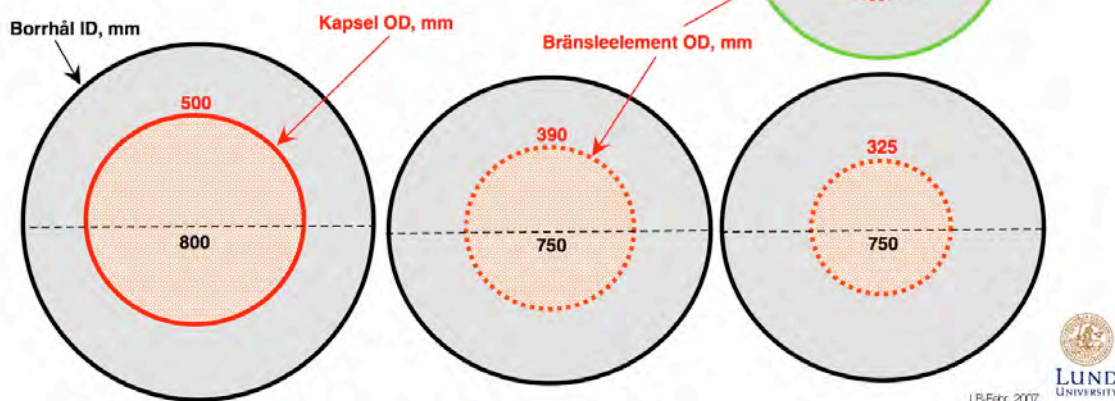 Borrhål ID, mm
Kapsel OD, mm
Bränsleelement OD, mm
500
800
390
750
325
750
LUND
UNIVERSITY